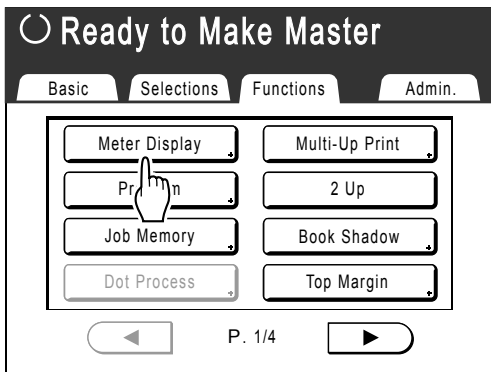 Ready to Make Master
Basic Selections Functions Admin.
Meter Display Multi-Up Print
2 Up
Job Memory Book Shadow
Dot Process Top Margin
P. 1/4